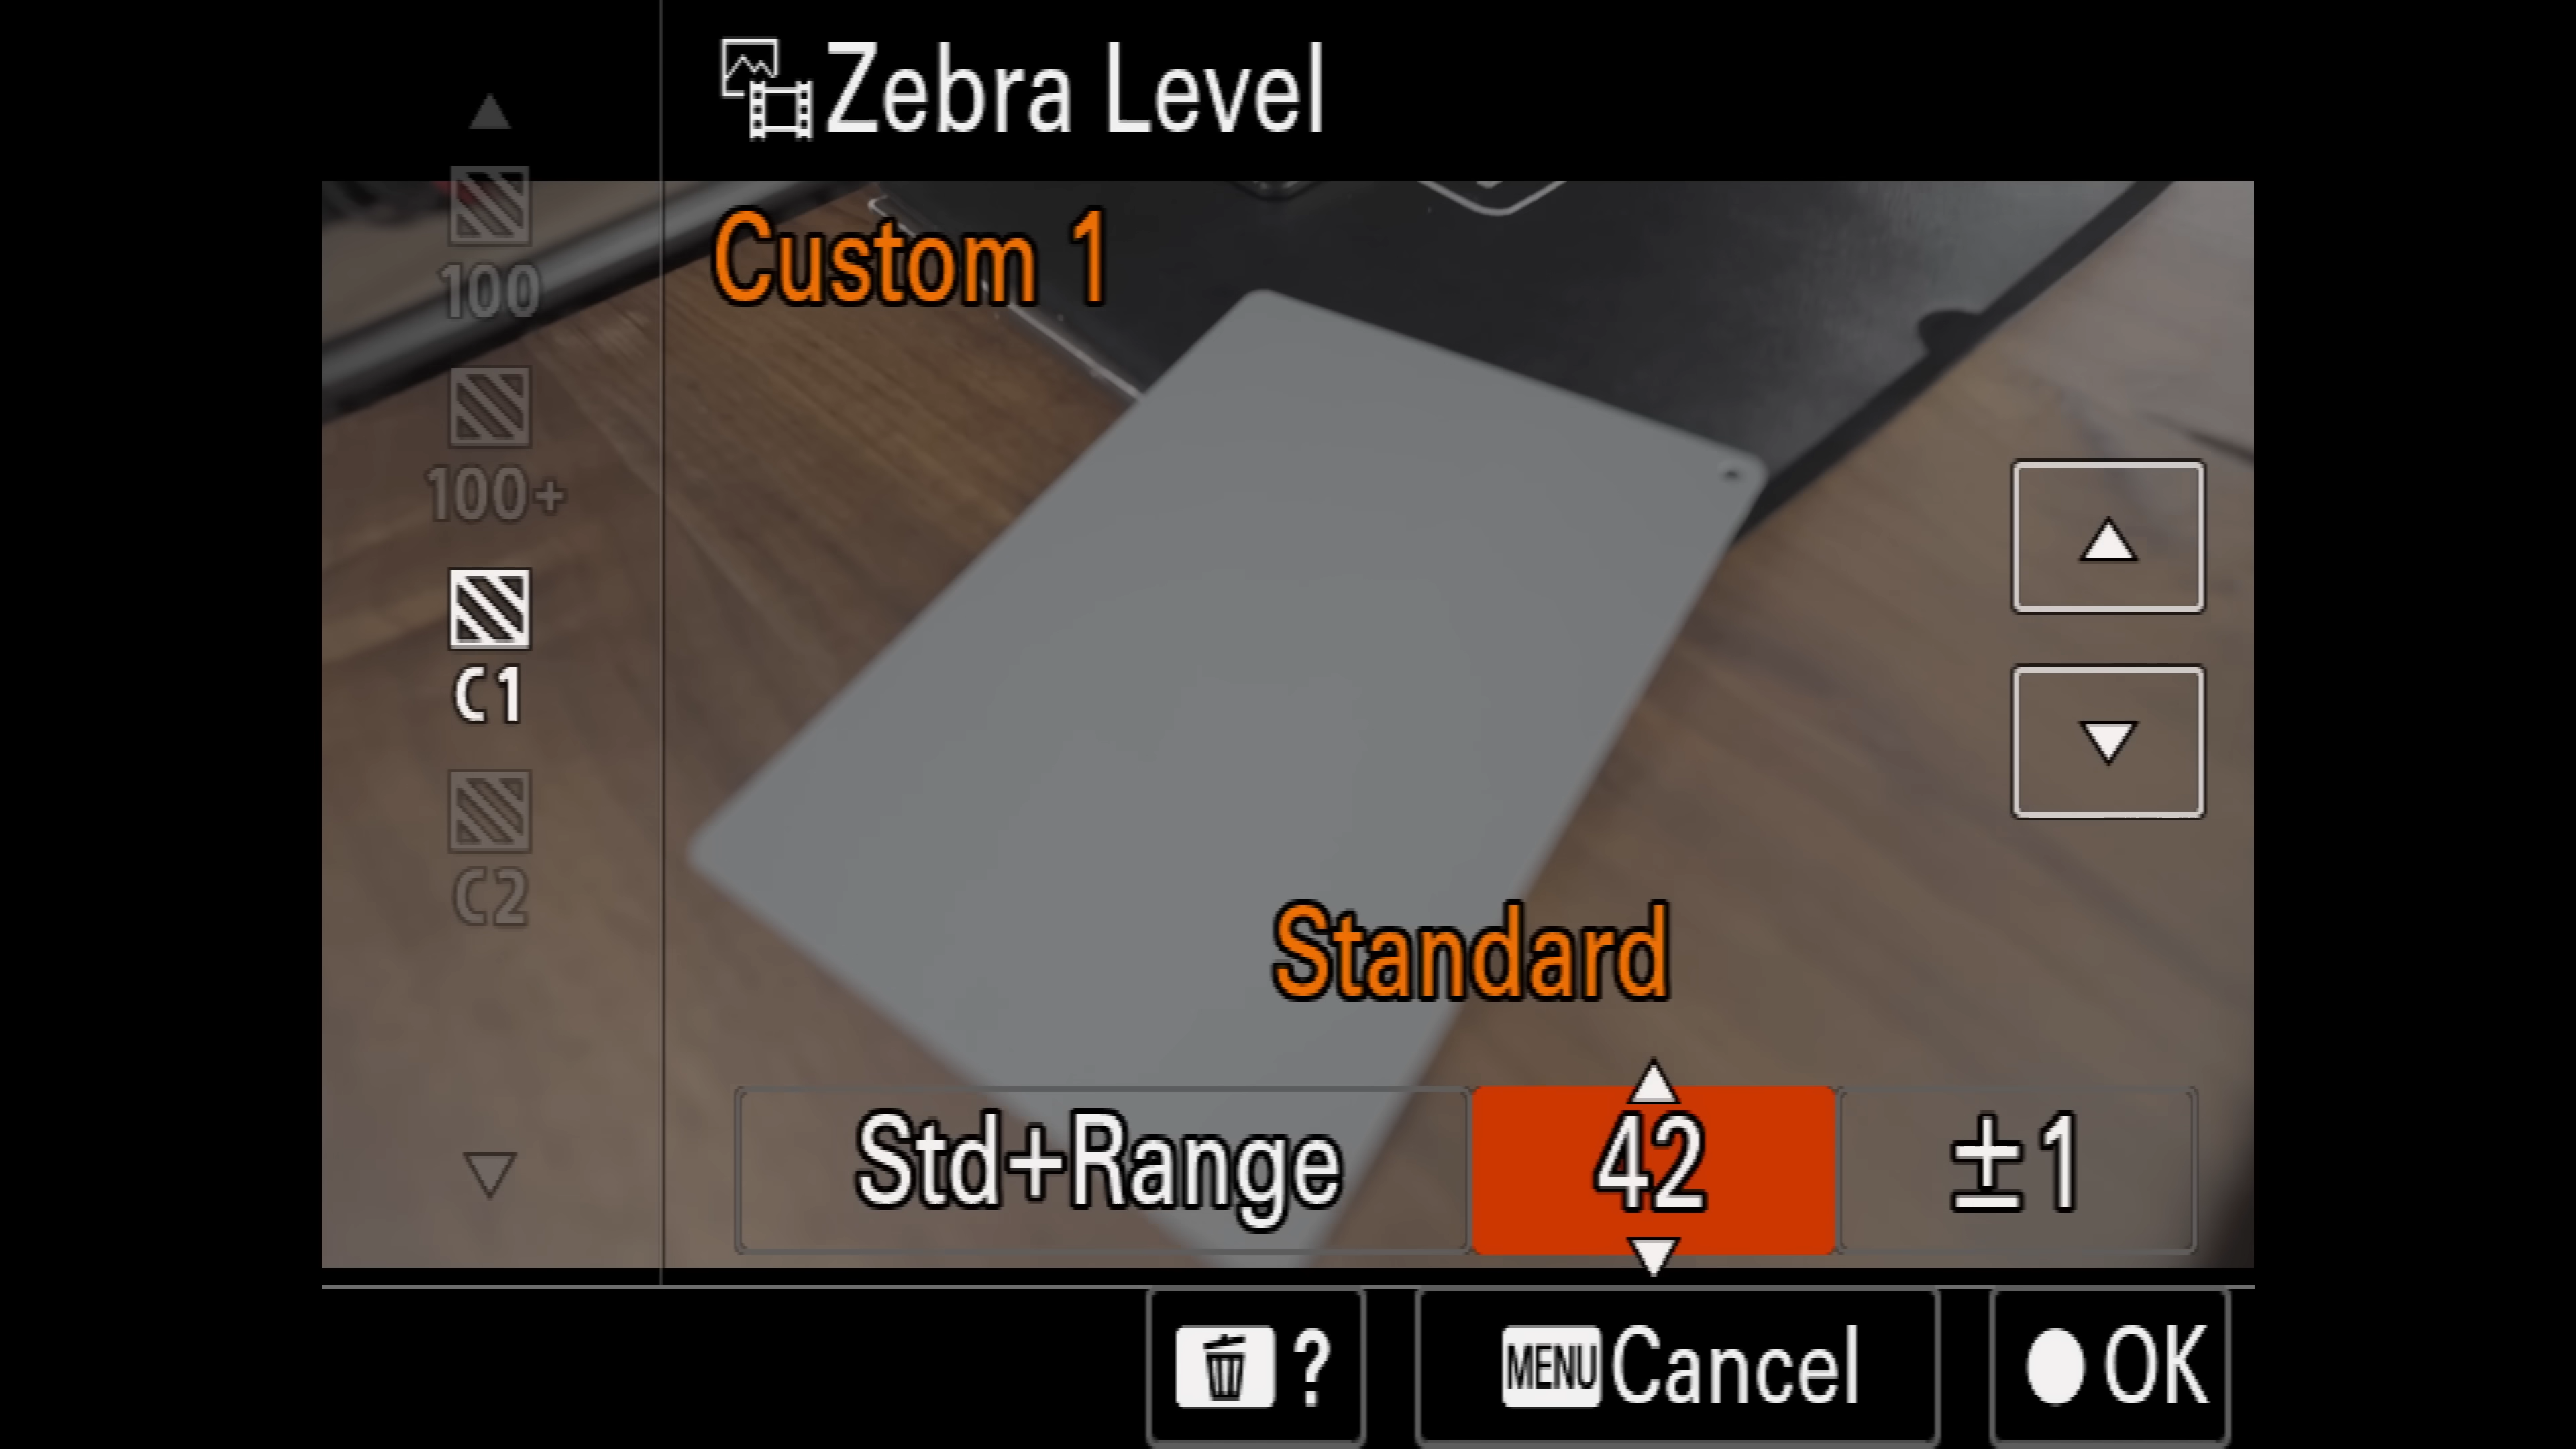 Zebra Level
Custom 1
100
100+
C1
C2
Standard
Std+Range 42 ±1
? MENU Cancel OK